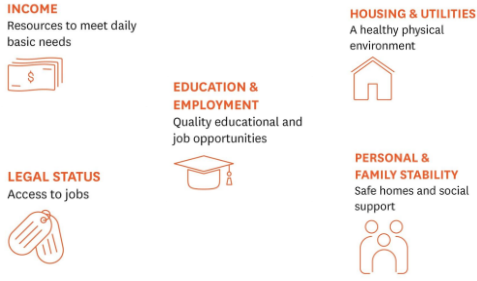 INCOME
Resources to meet daily
basic needs
$
HOUSING & UTILITIES
A healthy physical
environment
EDUCATION &
EMPLOYMENT
Quality educational and
job opportunities
LEGAL STATUS
Access to jobs
PERSONAL &
FAMILY STABILITY
Safe homes and social
support